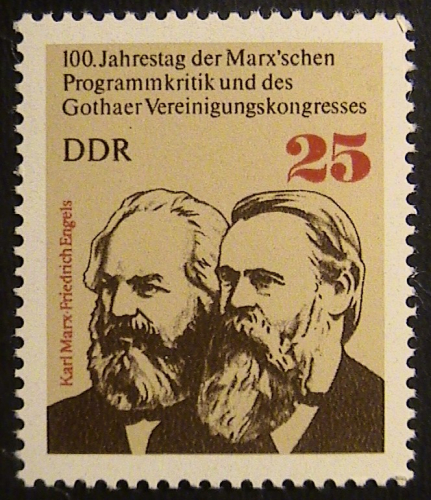 100. Jahrestag der Marx'schen
Programmkritik und des
Gothaer Vereinigungskongresses
DDR
25
Karl Marx · Friedrich Engels